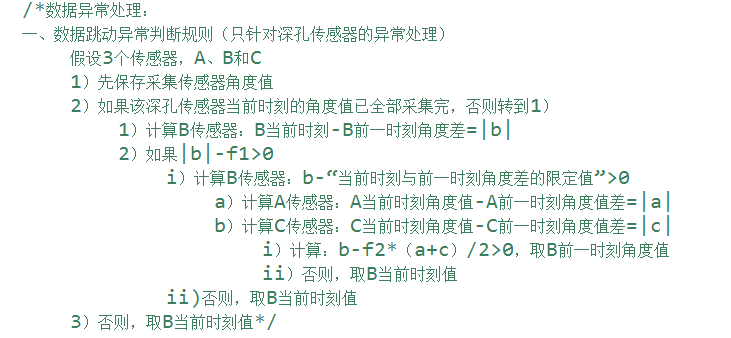 /*数据异常处理:
一、数据跳动异常判断规则（只针对深孔传感器的异常处理）
假设3个传感器，A、B和C
1）先保存采集传感器角度值
2）如果该深孔传感器当前时刻的角度值已全部采集完，否则转到1）
1）计算B传感器：B当前时刻-B前一时刻角度差=|b|
2）如果|b|-f1>0
i）计算B传感器：b-“当前时刻与前一时刻角度差的限定值”>0
a）计算A传感器：A当前时刻角度值-A前一时刻角度值差=|a|
b）计算C传感器：C当前时刻角度值-C前一时刻角度值差=|c|
i）计算：b-f2*（a+c）/2>0，取B前一时刻角度值
ii）否则，取B当前时刻值
ii)否则，取B当前时刻值
3）否则，取B当前时刻值*/